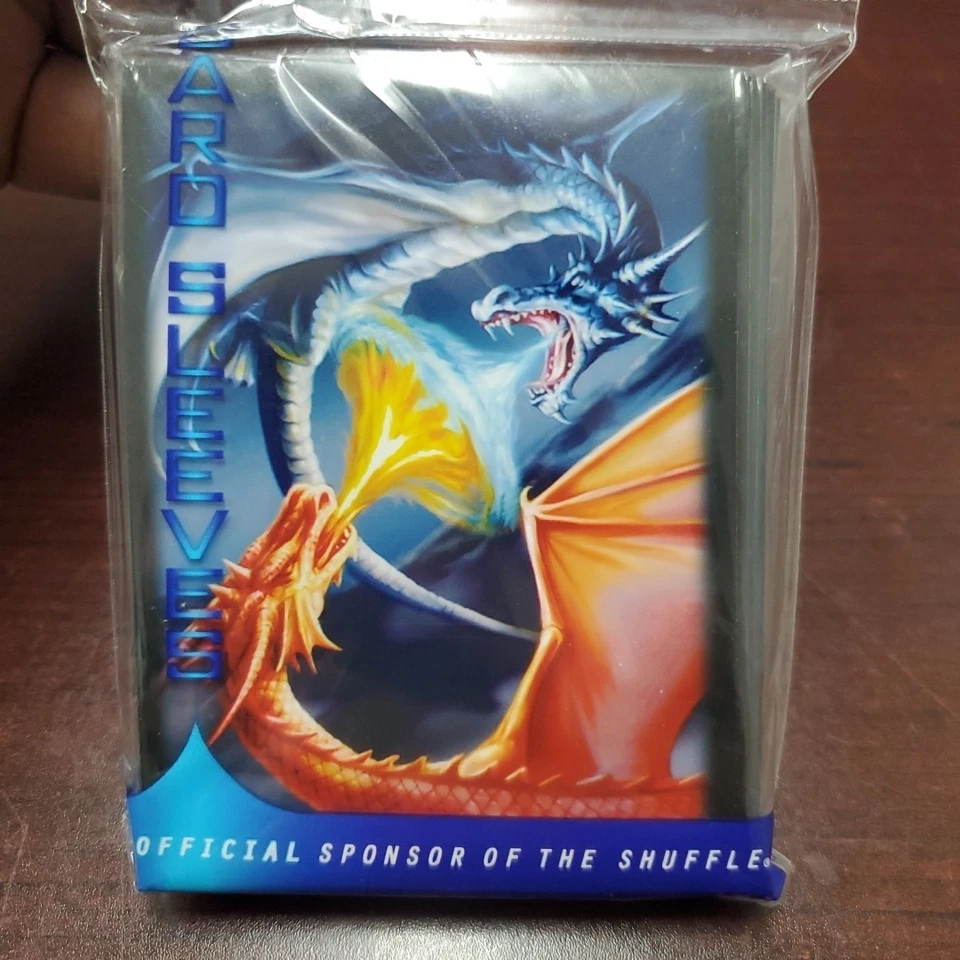 CARD SLEEVES
OFFICIAL SPONSOR OF THE SHUFFLE®